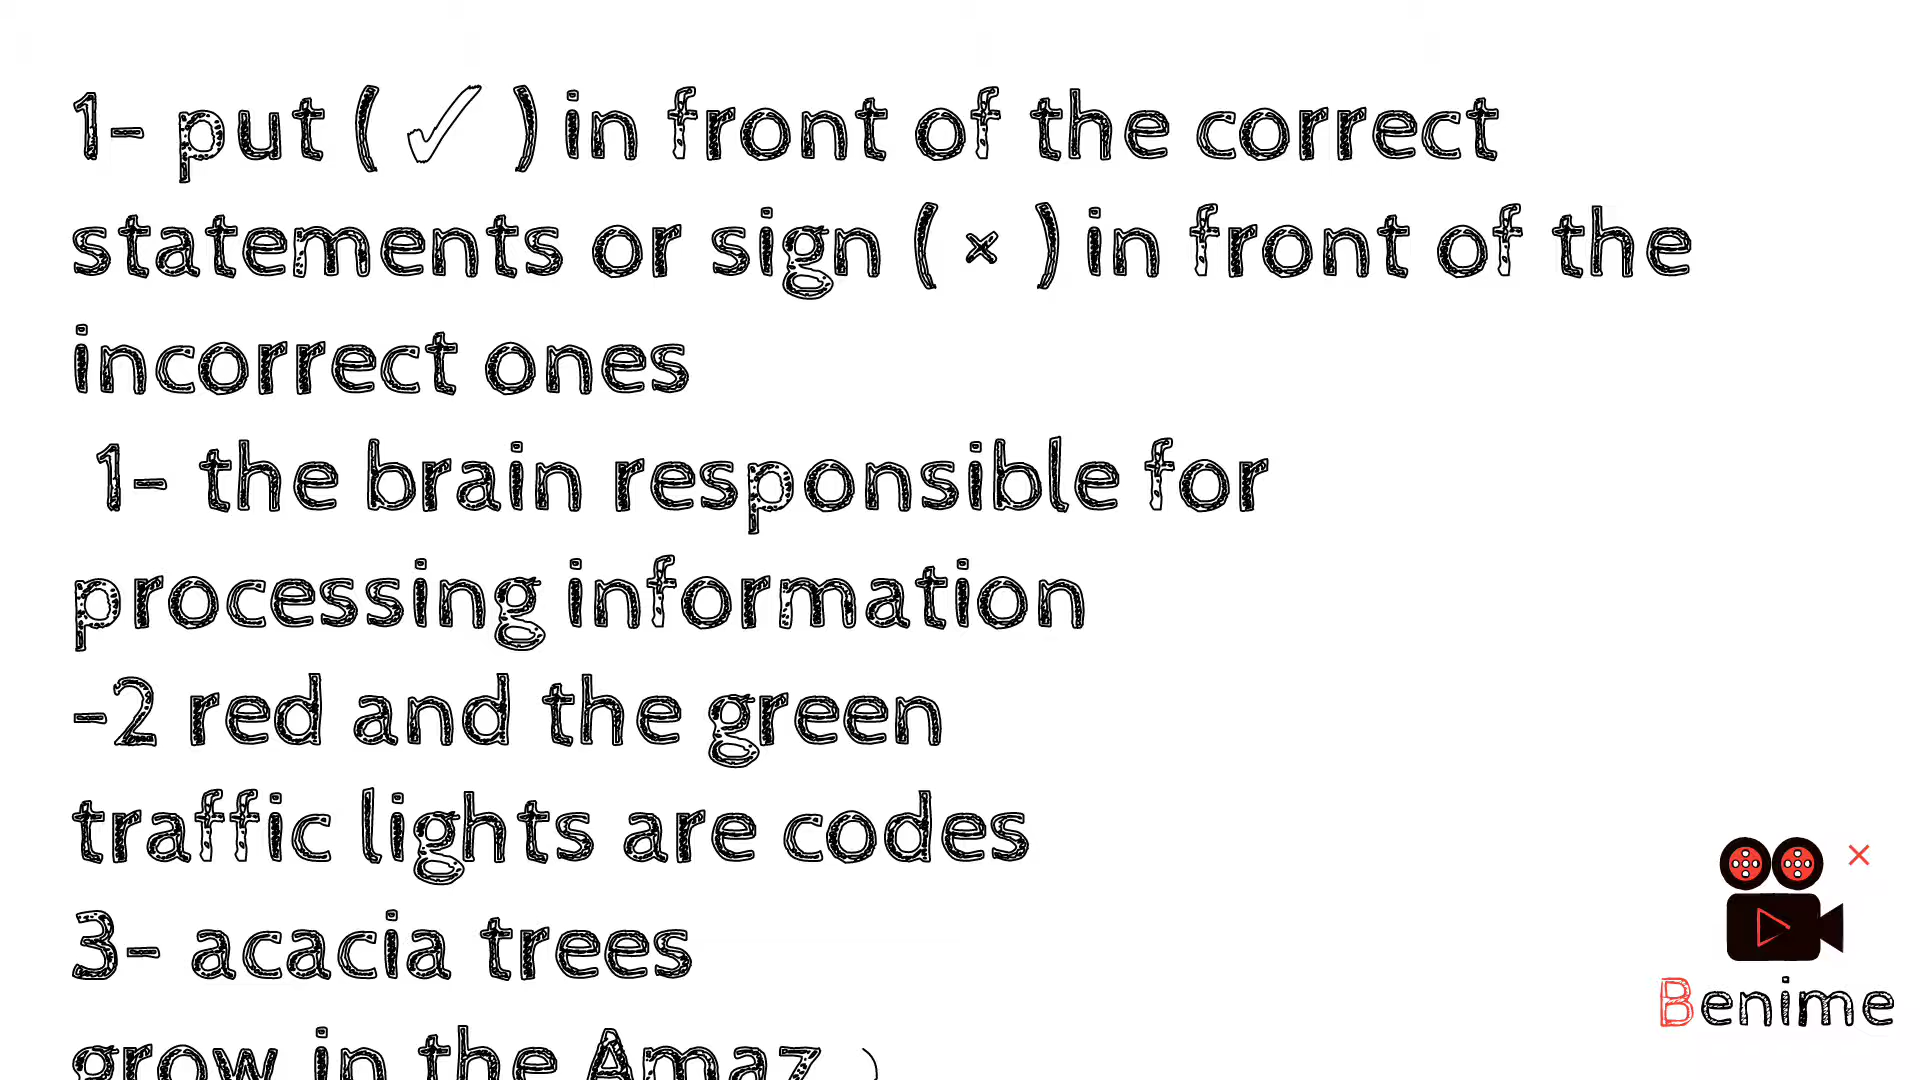 1- put ( ✓ ) in front of the correct
statements or sign ( × ) in front of the
incorrect ones
1- the brain responsible for
processing information
-2 red and the green
traffic lights are codes
3- acacia trees
grow in the Amaz
Benime